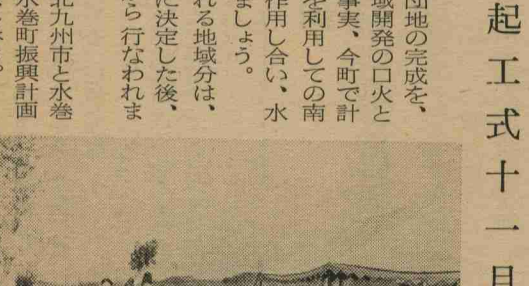 起工式十一月
団地の完成を、
域開発の口火と
事実、今町で計
を利用しての南
作用し合い、水
ましょう。
れる地域分は、
に決定した後、
ら行なわれま
北九州市と水巻
水巻町振興計画